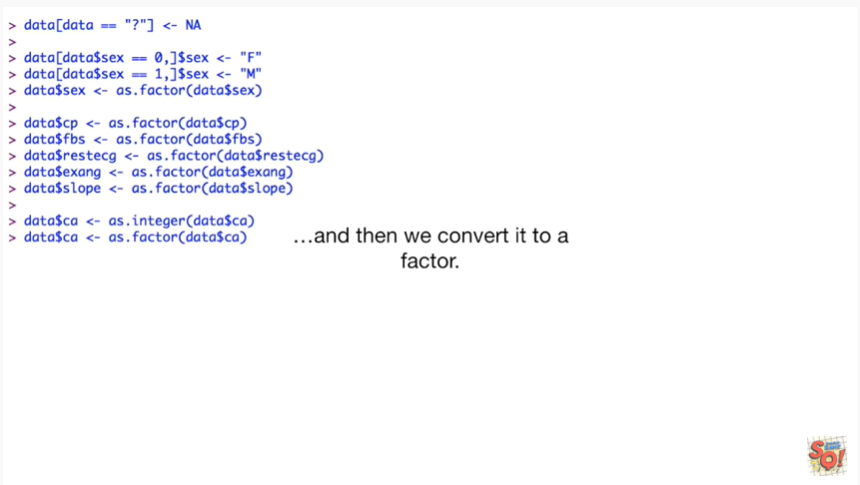 > data[data == "?"] <- NA
>
> data[data$sex == 0,]$sex <- "F"
> data[data$sex == 1,]$sex <- "M"
> data$sex <- as.factor(data$sex)
>
> data$cp <- as.factor(data$cp)
> data$fbs <- as.factor(data$fbs)
> data$restecg <- as.factor(data$restecg)
> data$exang <- as.factor(data$exang)
> data$slope <- as.factor(data$slope)
>
> data$ca <- as.integer(data$ca)
> data$ca <- as.factor(data$ca)
…and then we convert it to a
factor.
SQ!